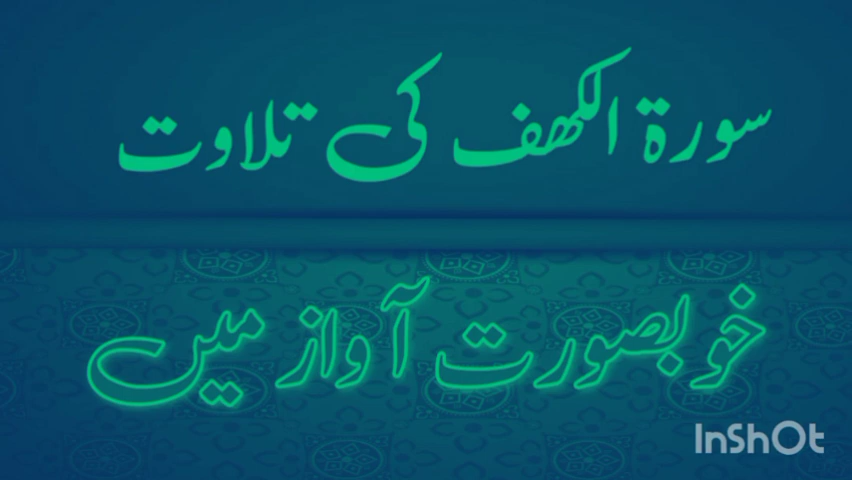 سورۃ الکھف کی تلاوت
خوبصورت آواز میں
InShOt